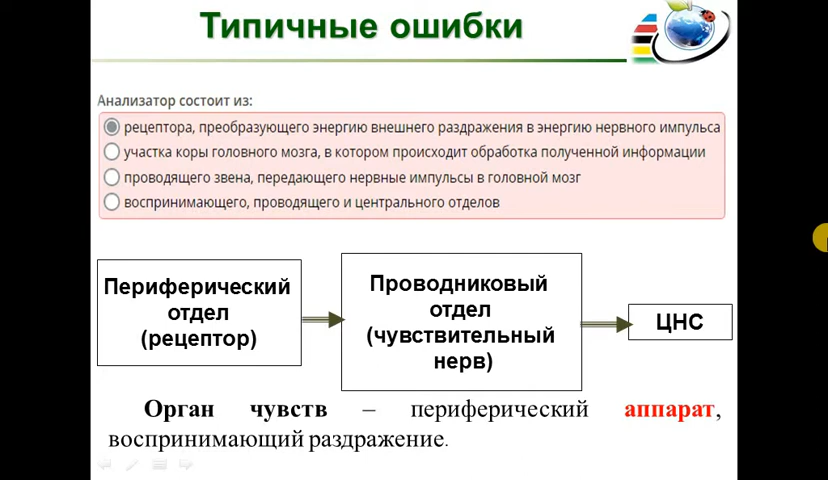 Типичные ошибки
Анализатор состоит из:
рецептора, преобразующего энергию внешнего раздражения в энергию нервного импульса
участка коры головного мозга, в котором происходит обработка полученной информации
проводящего звена, передающего нервные импульсы в головной мозг
воспринимающего, проводящего и центрального отделов
Периферический
отдел
(рецептор)
Проводниковый
отдел
(чувствительный
нерв)
ЦНС
Орган чувств – периферический аппарат,
воспринимающий раздражение.